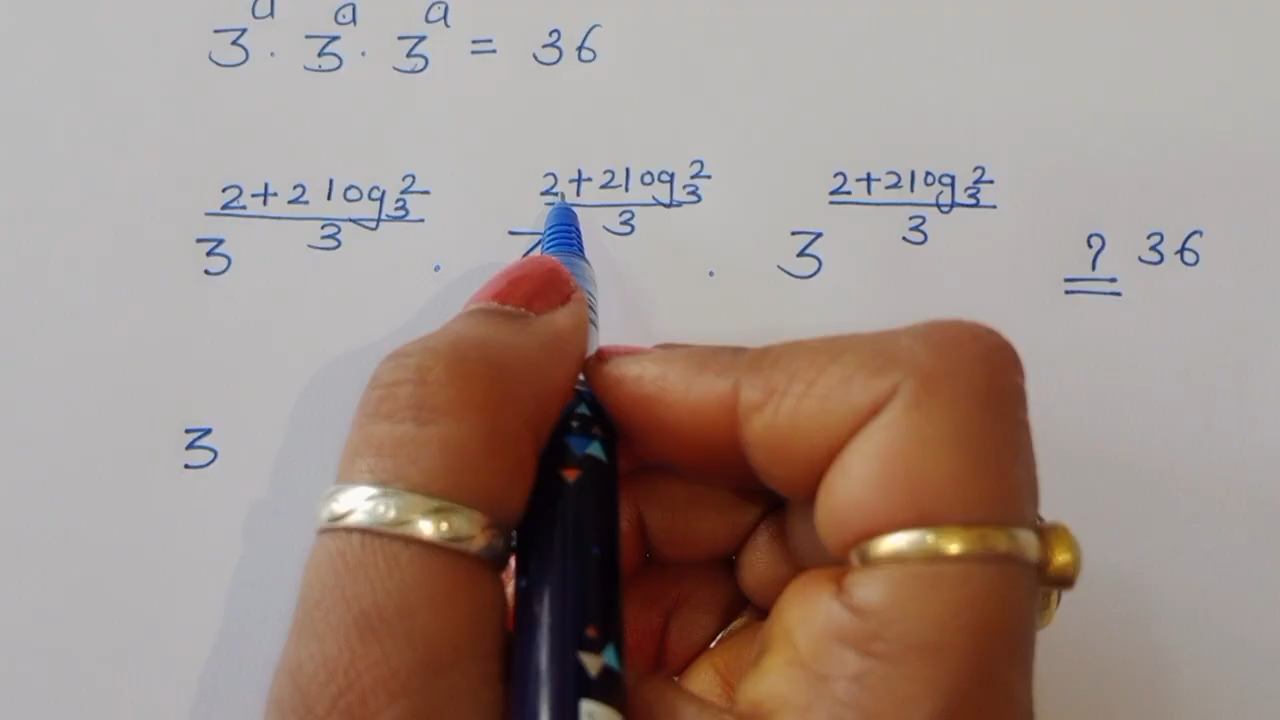 3^a . 3^a . 3^a = 36
3^((2+2log_3 2)/3) . 3^((2+2log_3 2)/3) . 3^((2+2log_3 2)/3) ? 36
3